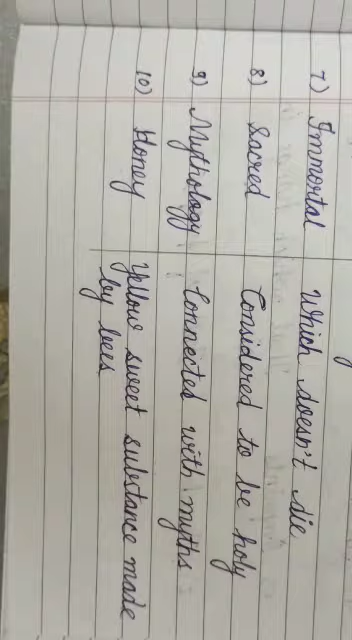 7) Immortal Which doesn't die
8) Sacred Considered to be holy
9) Mythology Connected with myths
10) Honey Yellow sweet substance made
by bees